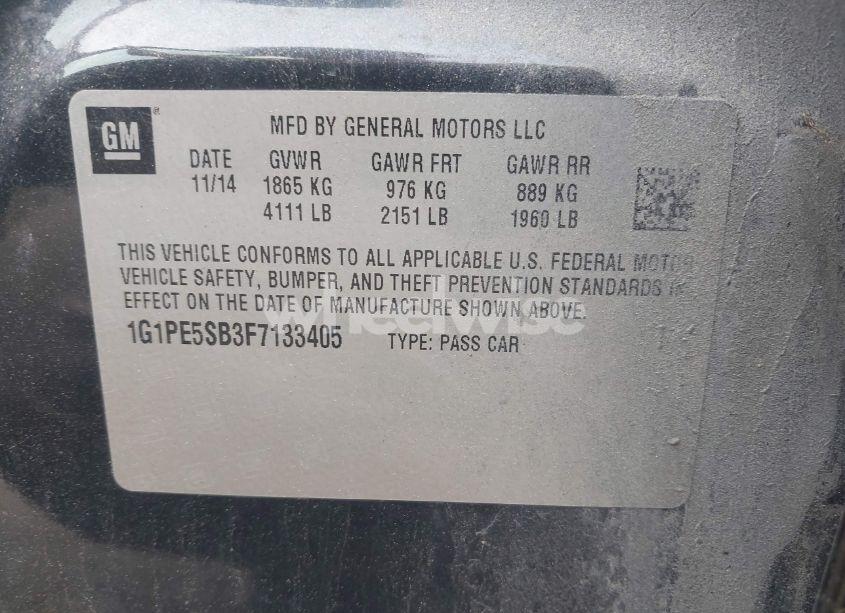 GM
MFD BY GENERAL MOTORS LLC
DATE GVWR GAWR FRT GAWR RR
11/14 1865 KG 976 KG 889 KG
4111 LB 2151 LB 1960 LB
THIS VEHICLE CONFORMS TO ALL APPLICABLE U.S. FEDERAL MOTOR
VEHICLE SAFETY, BUMPER, AND THEFT PREVENTION STANDARDS IN
EFFECT ON THE DATE OF MANUFACTURE SHOWN ABOVE.
wheelwise
1G1PE5SB3F7133405 TYPE: PASS CAR